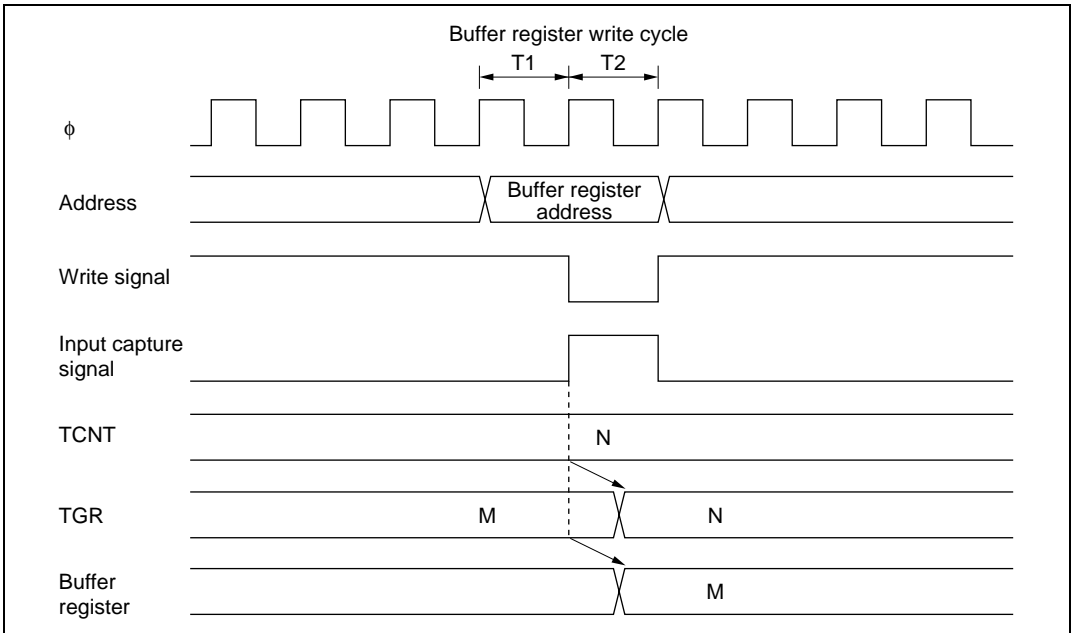 Buffer register write cycle
T1 T2
ϕ
Address
Buffer register
address
Write signal
Input capture
signal
TCNT
N
TGR
M
N
Buffer
register
M